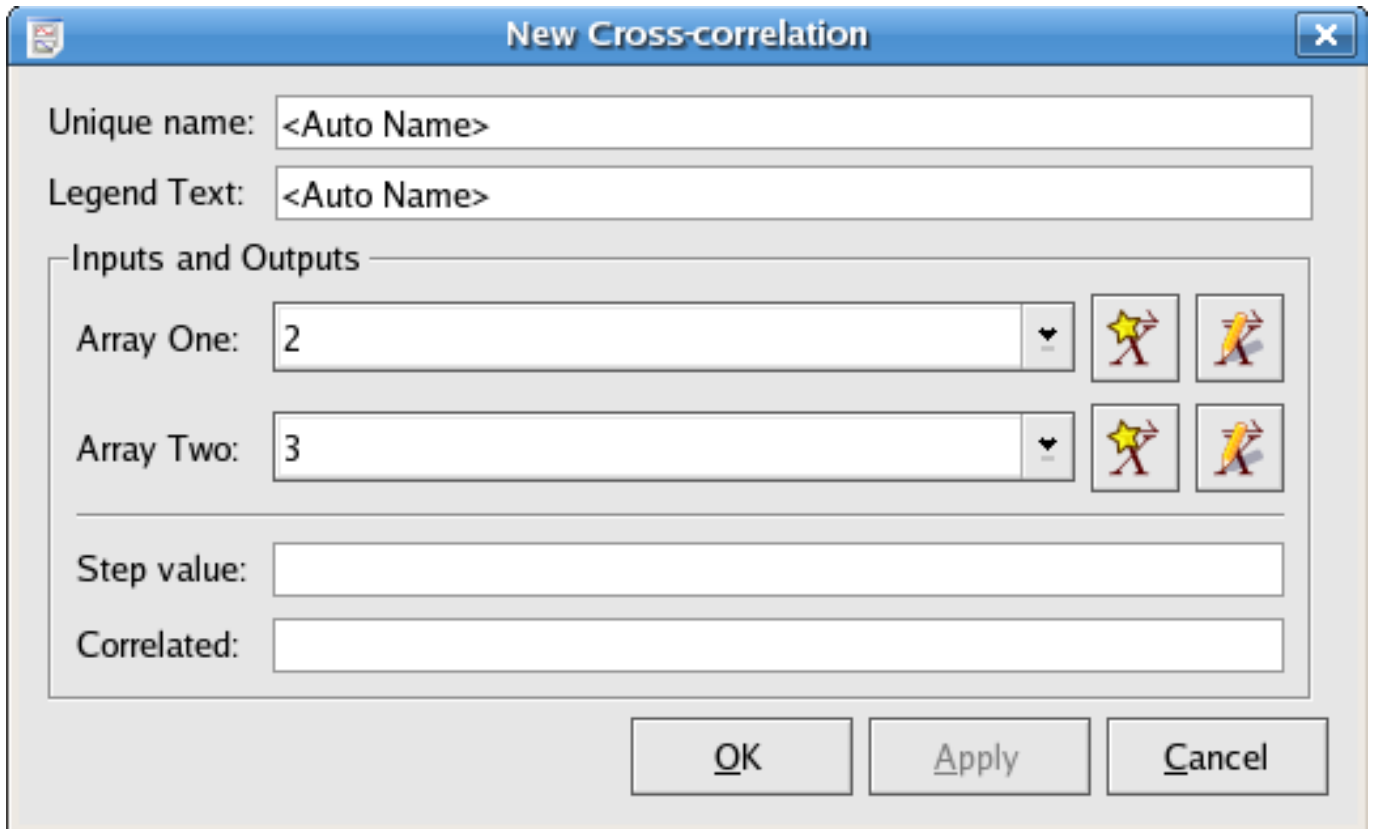 New Cross-correlation
Unique name: <Auto Name>
Legend Text: <Auto Name>
Inputs and Outputs
Array One: 2
Array Two: 3
Step value:
Correlated:
OK Apply Cancel